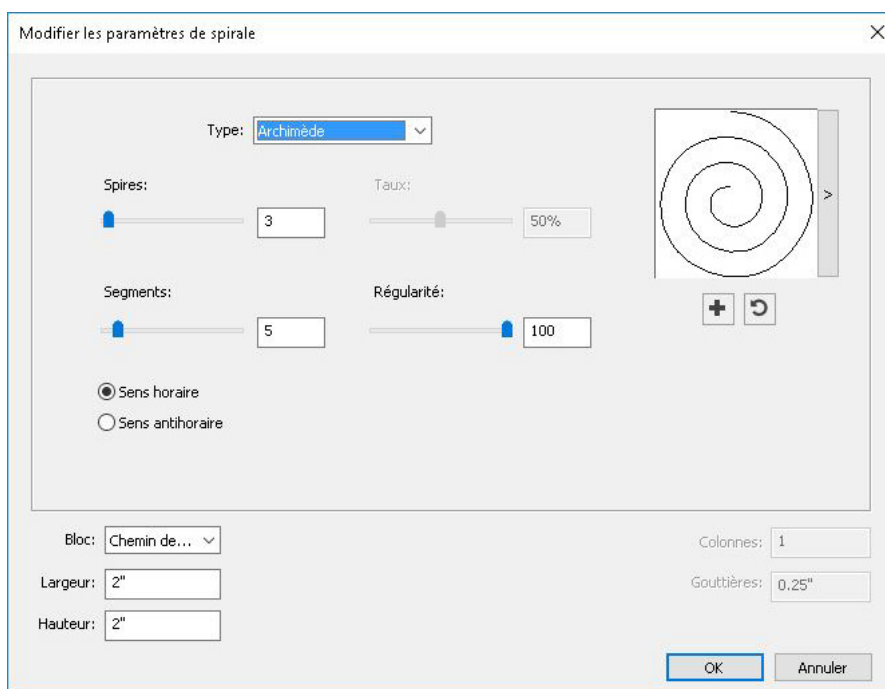 Modifier les paramètres de spirale
Type: Archimède
Spires: Taux:
3 50%
>
Segments: Régularité:
5 100
Sens horaire
Sens antihoraire
Bloc: Chemin de... Colonnes: 1
Largeur: 2" Gouttières: 0.25"
Hauteur: 2"
OK Annuler